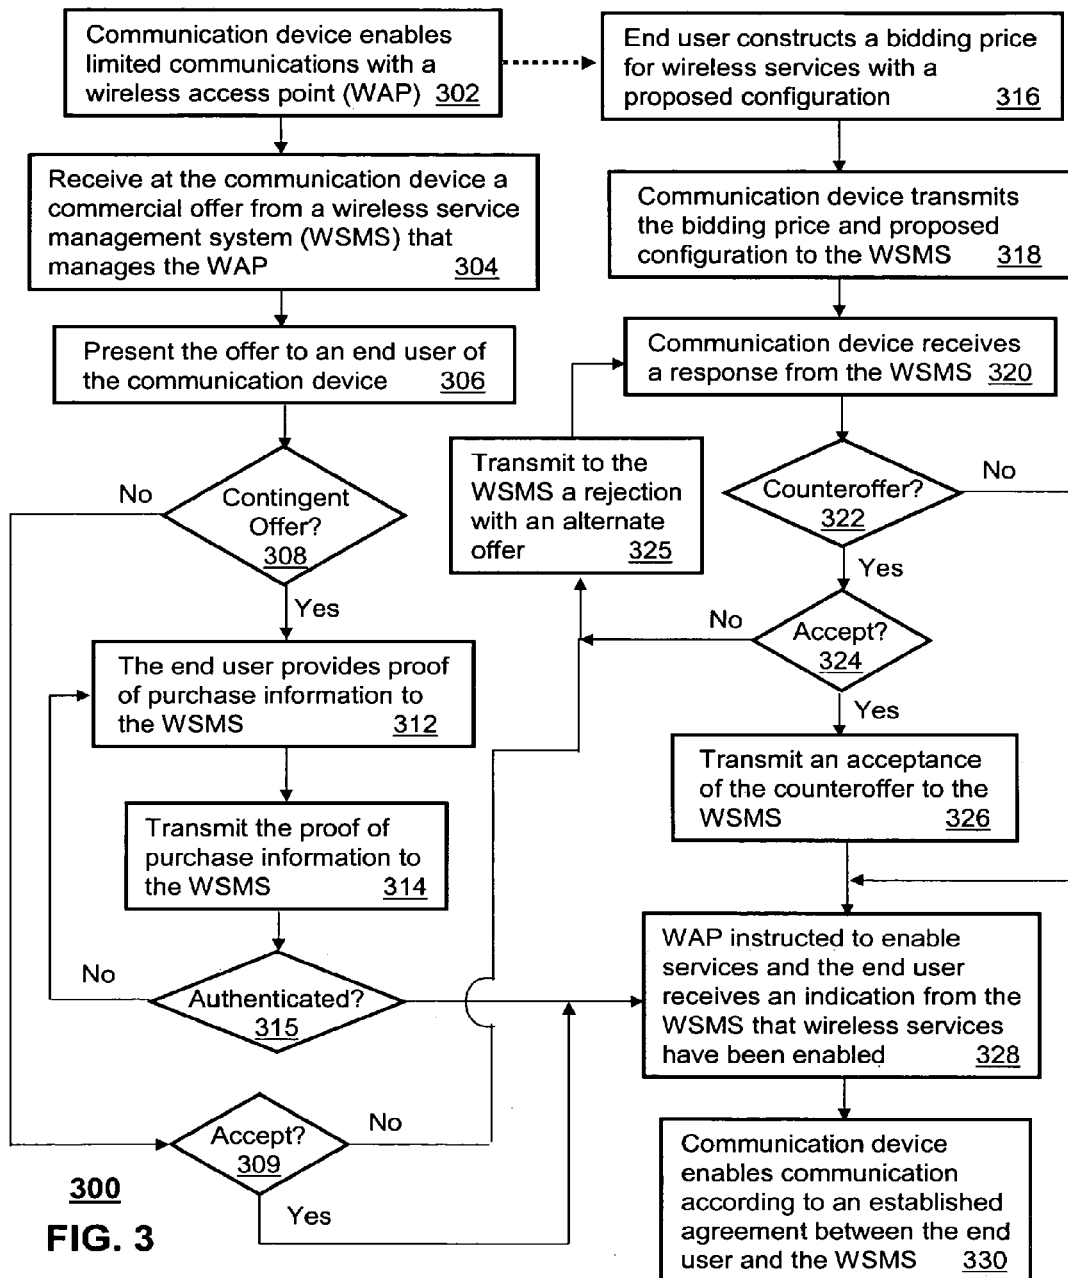 Communication device enables
limited communications with a
wireless access point (WAP) 302
Receive at the communication device a
commercial offer from a wireless service
management system (WSMS) that
manages the WAP 304
Present the offer to an end user of
the communication device 306
Contingent
Offer?
308
No
Yes
The end user provides proof
of purchase information to
the WSMS 312
Transmit the proof of
purchase information to
the WSMS 314
Authenticated?
315
No
Accept?
309
No
Yes
End user constructs a bidding price
for wireless services with a
proposed configuration 316
Communication device transmits
the bidding price and proposed
configuration to the WSMS 318
Communication device receives
a response from the WSMS 320
Counteroffer?
322
No
Yes
Transmit to the
WSMS a rejection
with an alternate
offer 325
Accept?
324
No
Yes
Transmit an acceptance
of the counteroffer to the
WSMS 326
WAP instructed to enable
services and the end user
receives an indication from the
WSMS that wireless services
have been enabled 328
Communication device
enables communication
according to an established
agreement between the end
user and the WSMS 330
300
FIG. 3